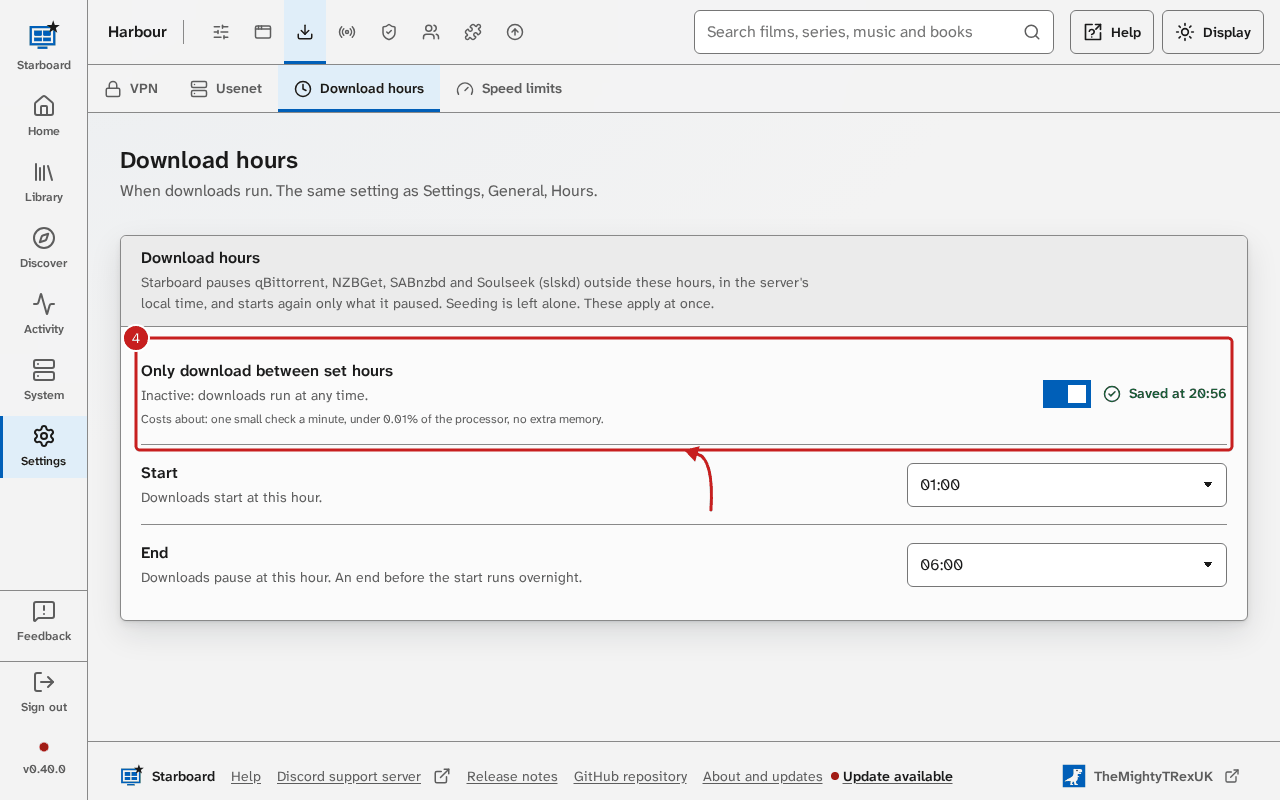 Starboard
Home
Library
Discover
Activity
System
Settings
Feedback
Sign out
v0.40.0
Harbour
Search films, series, music and books
Help
Display
VPN
Usenet
Download hours
Speed limits
Download hours
When downloads run. The same setting as Settings, General, Hours.
Download hours
Starboard pauses qBittorrent, NZBGet, SABnzbd and Soulseek (slskd) outside these hours, in the server's
local time, and starts again only what it paused. Seeding is left alone. These apply at once.
4
Only download between set hours
Inactive: downloads run at any time.
Costs about: one small check a minute, under 0.01% of the processor, no extra memory.
Saved at 20:56
Start
Downloads start at this hour.
01:00
End
Downloads pause at this hour. An end before the start runs overnight.
06:00
Starboard
Help
Discord support server
Release notes
GitHub repository
About and updates
Update available
TheMightyTRexUK